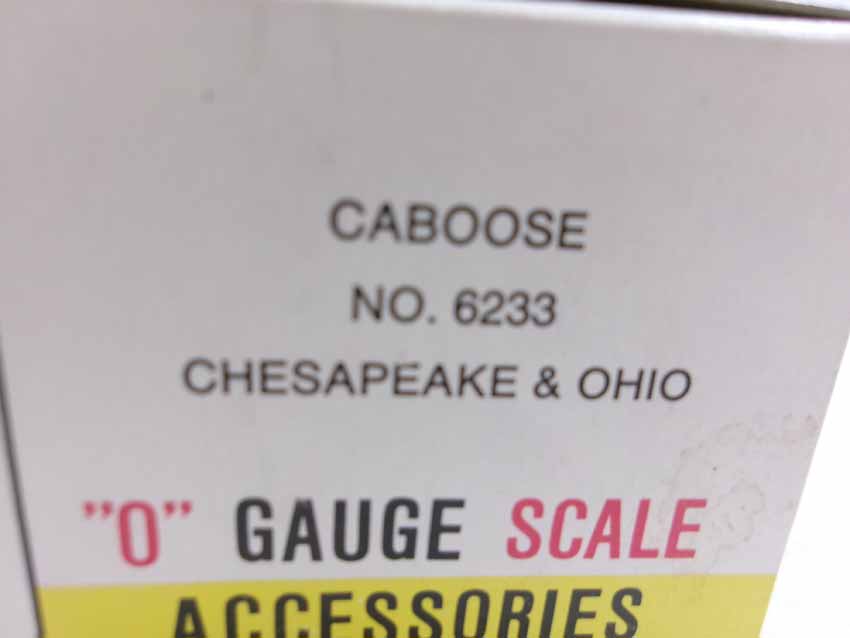 CABOOSE
NO. 6233
CHESAPEAKE & OHIO
"O" GAUGE SCALE
ACCESSORIES